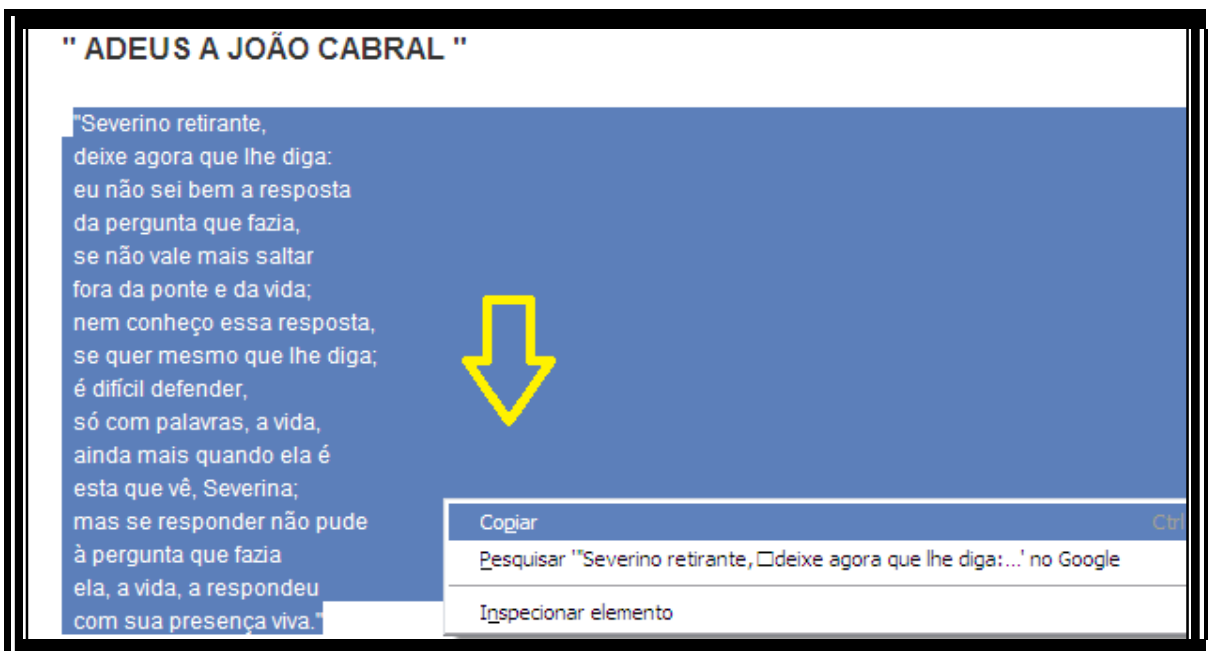 " ADEUS A JOÃO CABRAL "
"Severino retirante,
deixe agora que lhe diga:
eu não sei bem a resposta
da pergunta que fazia,
se não vale mais saltar
fora da ponte e da vida;
nem conheço essa resposta,
se quer mesmo que lhe diga;
é difícil defender,
só com palavras, a vida,
ainda mais quando ela é
esta que vê, Severina;
mas se responder não pude
à pergunta que fazia
ela, a vida, a respondeu
com sua presença viva."
Copiar Ctrl
Pesquisar '"Severino retirante, □deixe agora que lhe diga:...' no Google
Inspecionar elemento